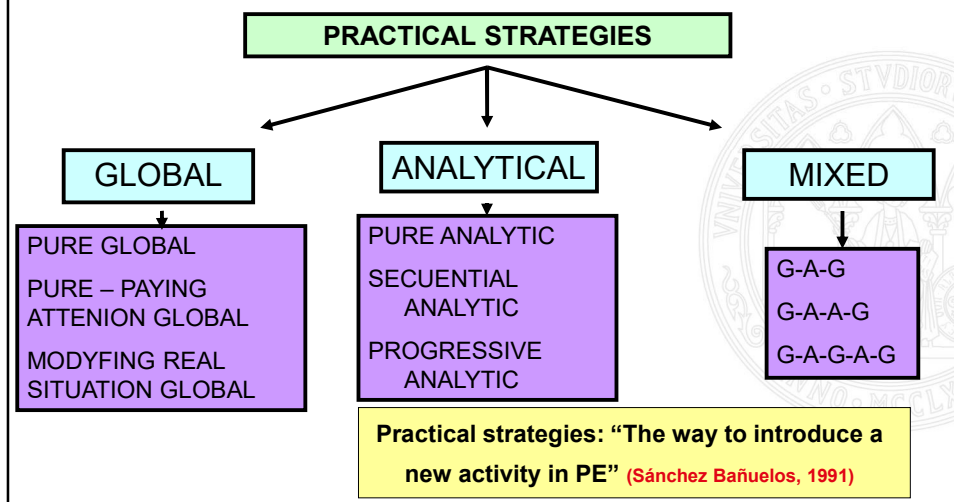 PRACTICAL STRATEGIES
GLOBAL
PURE GLOBAL
PURE – PAYING
ATTENION GLOBAL
MODYFING REAL
SITUATION GLOBAL
ANALYTICAL
PURE ANALYTIC
SECUENTIAL
ANALYTIC
PROGRESSIVE
ANALYTIC
MIXED
G-A-G
G-A-A-G
G-A-G-A-G
Practical strategies: “The way to introduce a
new activity in PE” (Sánchez Bañuelos, 1991)